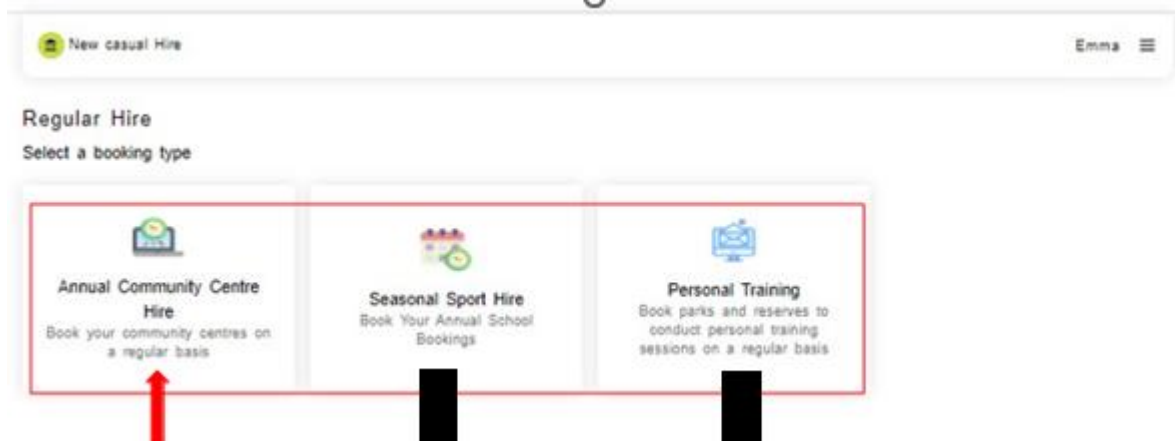 New casual Hire
Emma
Regular Hire
Select a booking type
Annual Community Centre
Hire
Book your community centres on
a regular basis
Seasonal Sport Hire
Book Your Annual School
Bookings
Personal Training
Book parks and reserves to
conduct personal training
sessions on a regular basis